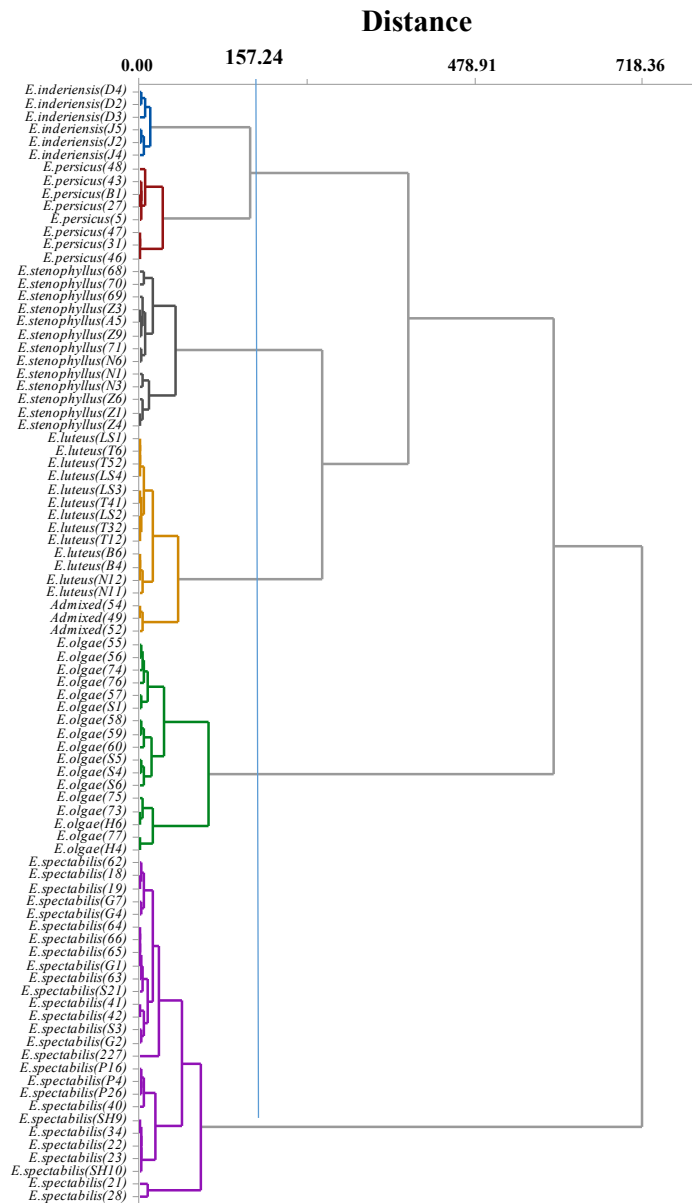 Distance
0.00 157.24 478.91 718.36
E.inderiensis(D4)
E.inderiensis(D2)
E.inderiensis(D3)
E.inderiensis(J5)
E.inderiensis(J2)
E.inderiensis(J4)
E.persicus(48)
E.persicus(43)
E.persicus(B1)
E.persicus(27)
E.persicus(5)
E.persicus(47)
E.persicus(31)
E.persicus(46)
E.stenophyllus(68)
E.stenophyllus(70)
E.stenophyllus(69)
E.stenophyllus(Z3)
E.stenophyllus(A5)
E.stenophyllus(Z9)
E.stenophyllus(71)
E.stenophyllus(N6)
E.stenophyllus(N1)
E.stenophyllus(N3)
E.stenophyllus(Z6)
E.stenophyllus(Z1)
E.stenophyllus(Z4)
E.luteus(LS1)
E.luteus(T6)
E.luteus(T52)
E.luteus(LS4)
E.luteus(LS3)
E.luteus(T41)
E.luteus(LS2)
E.luteus(T32)
E.luteus(T12)
E.luteus(B6)
E.luteus(B4)
E.luteus(N12)
E.luteus(N11)
Admixed(54)
Admixed(49)
Admixed(52)
E.olgae(55)
E.olgae(56)
E.olgae(74)
E.olgae(76)
E.olgae(57)
E.olgae(S1)
E.olgae(58)
E.olgae(59)
E.olgae(60)
E.olgae(S5)
E.olgae(S4)
E.olgae(S6)
E.olgae(75)
E.olgae(73)
E.olgae(H6)
E.olgae(77)
E.olgae(H4)
E.spectabilis(62)
E.spectabilis(18)
E.spectabilis(19)
E.spectabilis(G7)
E.spectabilis(G4)
E.spectabilis(64)
E.spectabilis(66)
E.spectabilis(65)
E.spectabilis(G1)
E.spectabilis(63)
E.spectabilis(S21)
E.spectabilis(41)
E.spectabilis(42)
E.spectabilis(S3)
E.spectabilis(G2)
E.spectabilis(227)
E.spectabilis(P16)
E.spectabilis(P4)
E.spectabilis(P26)
E.spectabilis(40)
E.spectabilis(SH9)
E.spectabilis(34)
E.spectabilis(22)
E.spectabilis(23)
E.spectabilis(SH10)
E.spectabilis(21)
E.spectabilis(28)